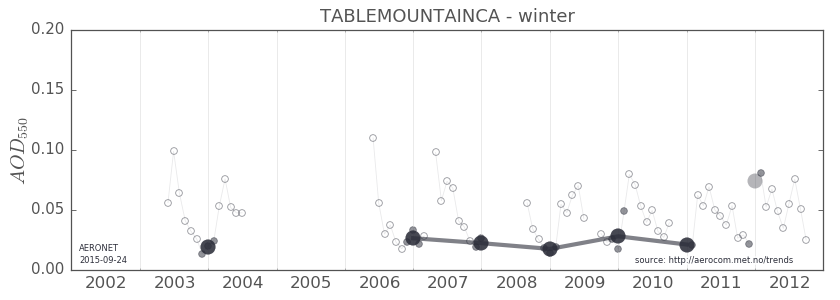 TABLEMOUNTAINCA - winter
0.20
0.15
0.10
0.05
0.00
AOD550
AERONET
2015-09-24
source: http://aerocom.met.no/trends
2002 2003 2004 2005 2006 2007 2008 2009 2010 2011 2012